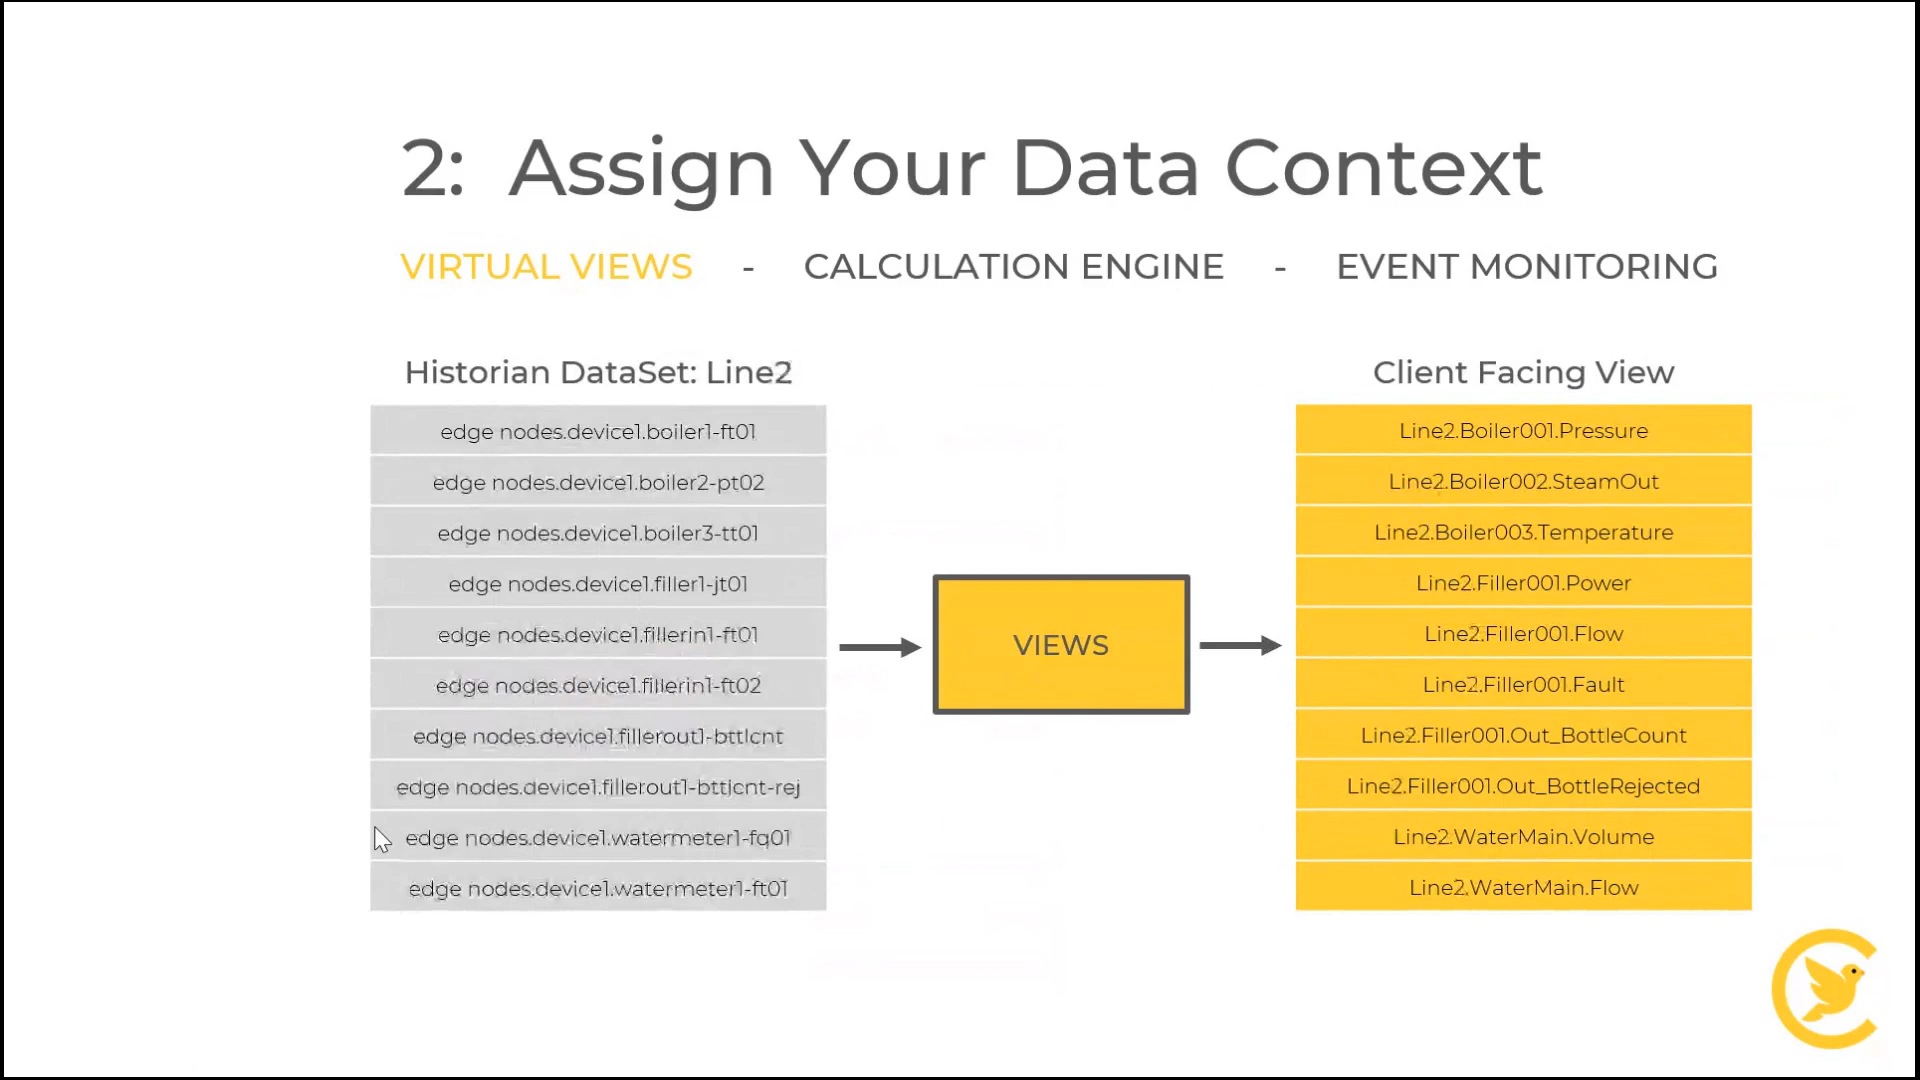 2: Assign Your Data Context
VIRTUAL VIEWS - CALCULATION ENGINE - EVENT MONITORING
Historian DataSet: Line2
edge nodes.device1.boiler1-ft01
edge nodes.device1.boiler2-pt02
edge nodes.device1.boiler3-tt01
edge nodes.device1.filler1-jt01
edge nodes.device1.fillerin1-ft01
edge nodes.device1.fillerin1-ft02
edge nodes.device1.fillerout1-bttlcnt
edge nodes.device1.fillerout1-bttlcnt-rej
edge nodes.device1.watermeter1-fq01
edge nodes.device1.watermeter1-ft01
VIEWS
Client Facing View
Line2.Boiler001.Pressure
Line2.Boiler002.SteamOut
Line2.Boiler003.Temperature
Line2.Filler001.Power
Line2.Filler001.Flow
Line2.Filler001.Fault
Line2.Filler001.Out_BottleCount
Line2.Filler001.Out_BottleRejected
Line2.WaterMain.Volume
Line2.WaterMain.Flow